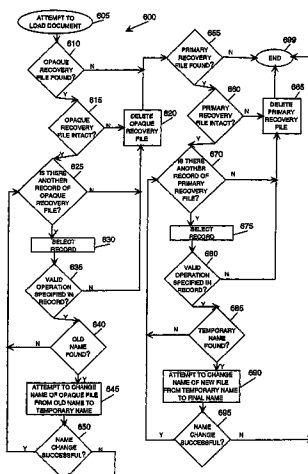 ATTEMPT TO
LOAD DOCUMENT
605
600
610
OPAQUE
RECOVERY
FILE FOUND?
N
Y
615
OPAQUE
RECOVERY
FILE INTACT?
N
Y
620
DELETE
OPAQUE
RECOVERY
FILE
625
IS THERE
ANOTHER
RECORD OF
OPAQUE RECOVERY
FILE?
N
Y
630
SELECT
RECORD
635
VALID
OPERATION
SPECIFIED IN
RECORD?
N
Y
640
OLD
NAME
FOUND?
N
Y
645
ATTEMPT TO CHANGE
NAME OF OPAQUE FILE
FROM OLD NAME TO
TEMPORARY NAME
650
NAME
CHANGE
SUCCESSFUL?
Y
N
655
PRIMARY
RECOVERY
FILE FOUND?
N
Y
699
END
660
PRIMARY
RECOVERY
FILE INTACT?
N
Y
665
DELETE
PRIMARY
RECOVERY
FILE
670
IS THERE
ANOTHER
RECORD OF
PRIMARY RECOVERY
FILE?
N
Y
675
SELECT
RECORD
680
VALID
OPERATION
SPECIFIED IN
RECORD?
N
Y
685
TEMPORARY
NAME
FOUND?
N
Y
690
ATTEMPT TO CHANGE
NAME OF NEW FILE
FROM TEMPORARY NAME
TO FINAL NAME
695
NAME
CHANGE
SUCCESSFUL?
Y
N